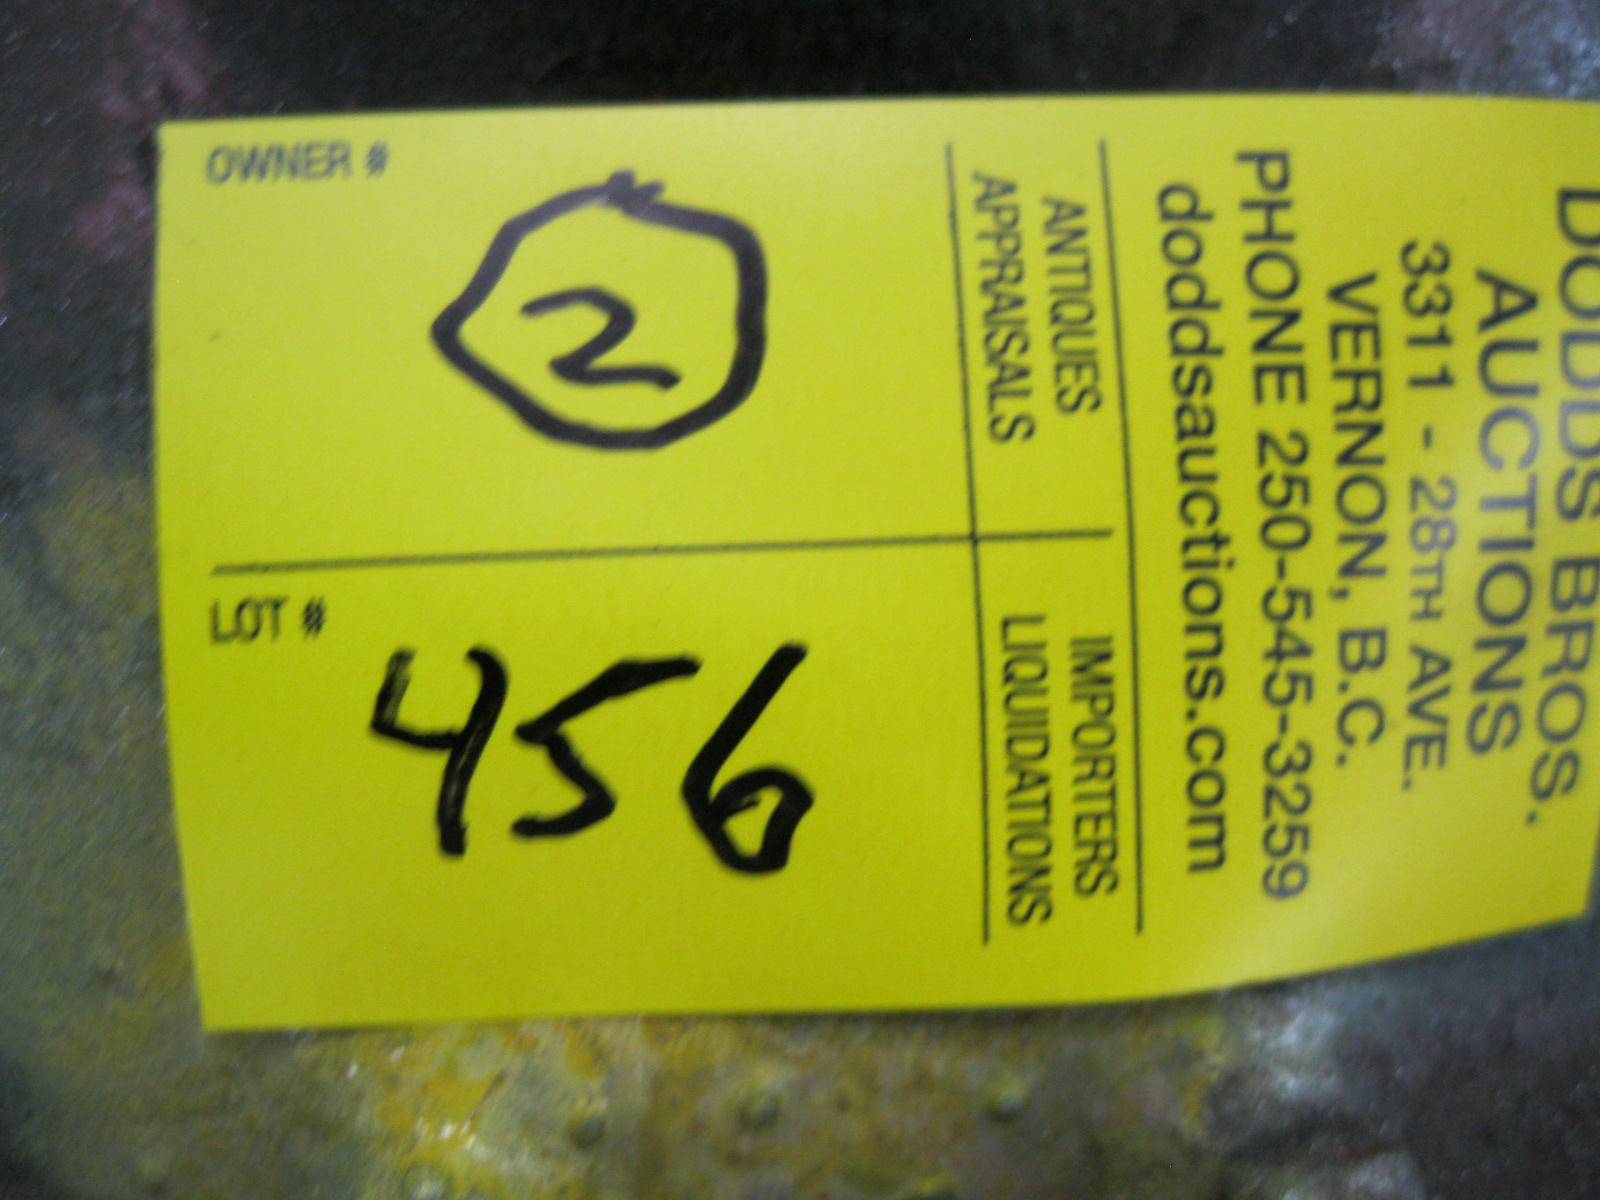 DODDS BROS.
AUCTIONS
3311 - 28TH AVE.
VERNON, B.C.
PHONE 250-545-3259
doddsauctions.com
ANTIQUES
APPRAISALS
IMPORTERS
LIQUIDATIONS
OWNER #
2
LOT #
456